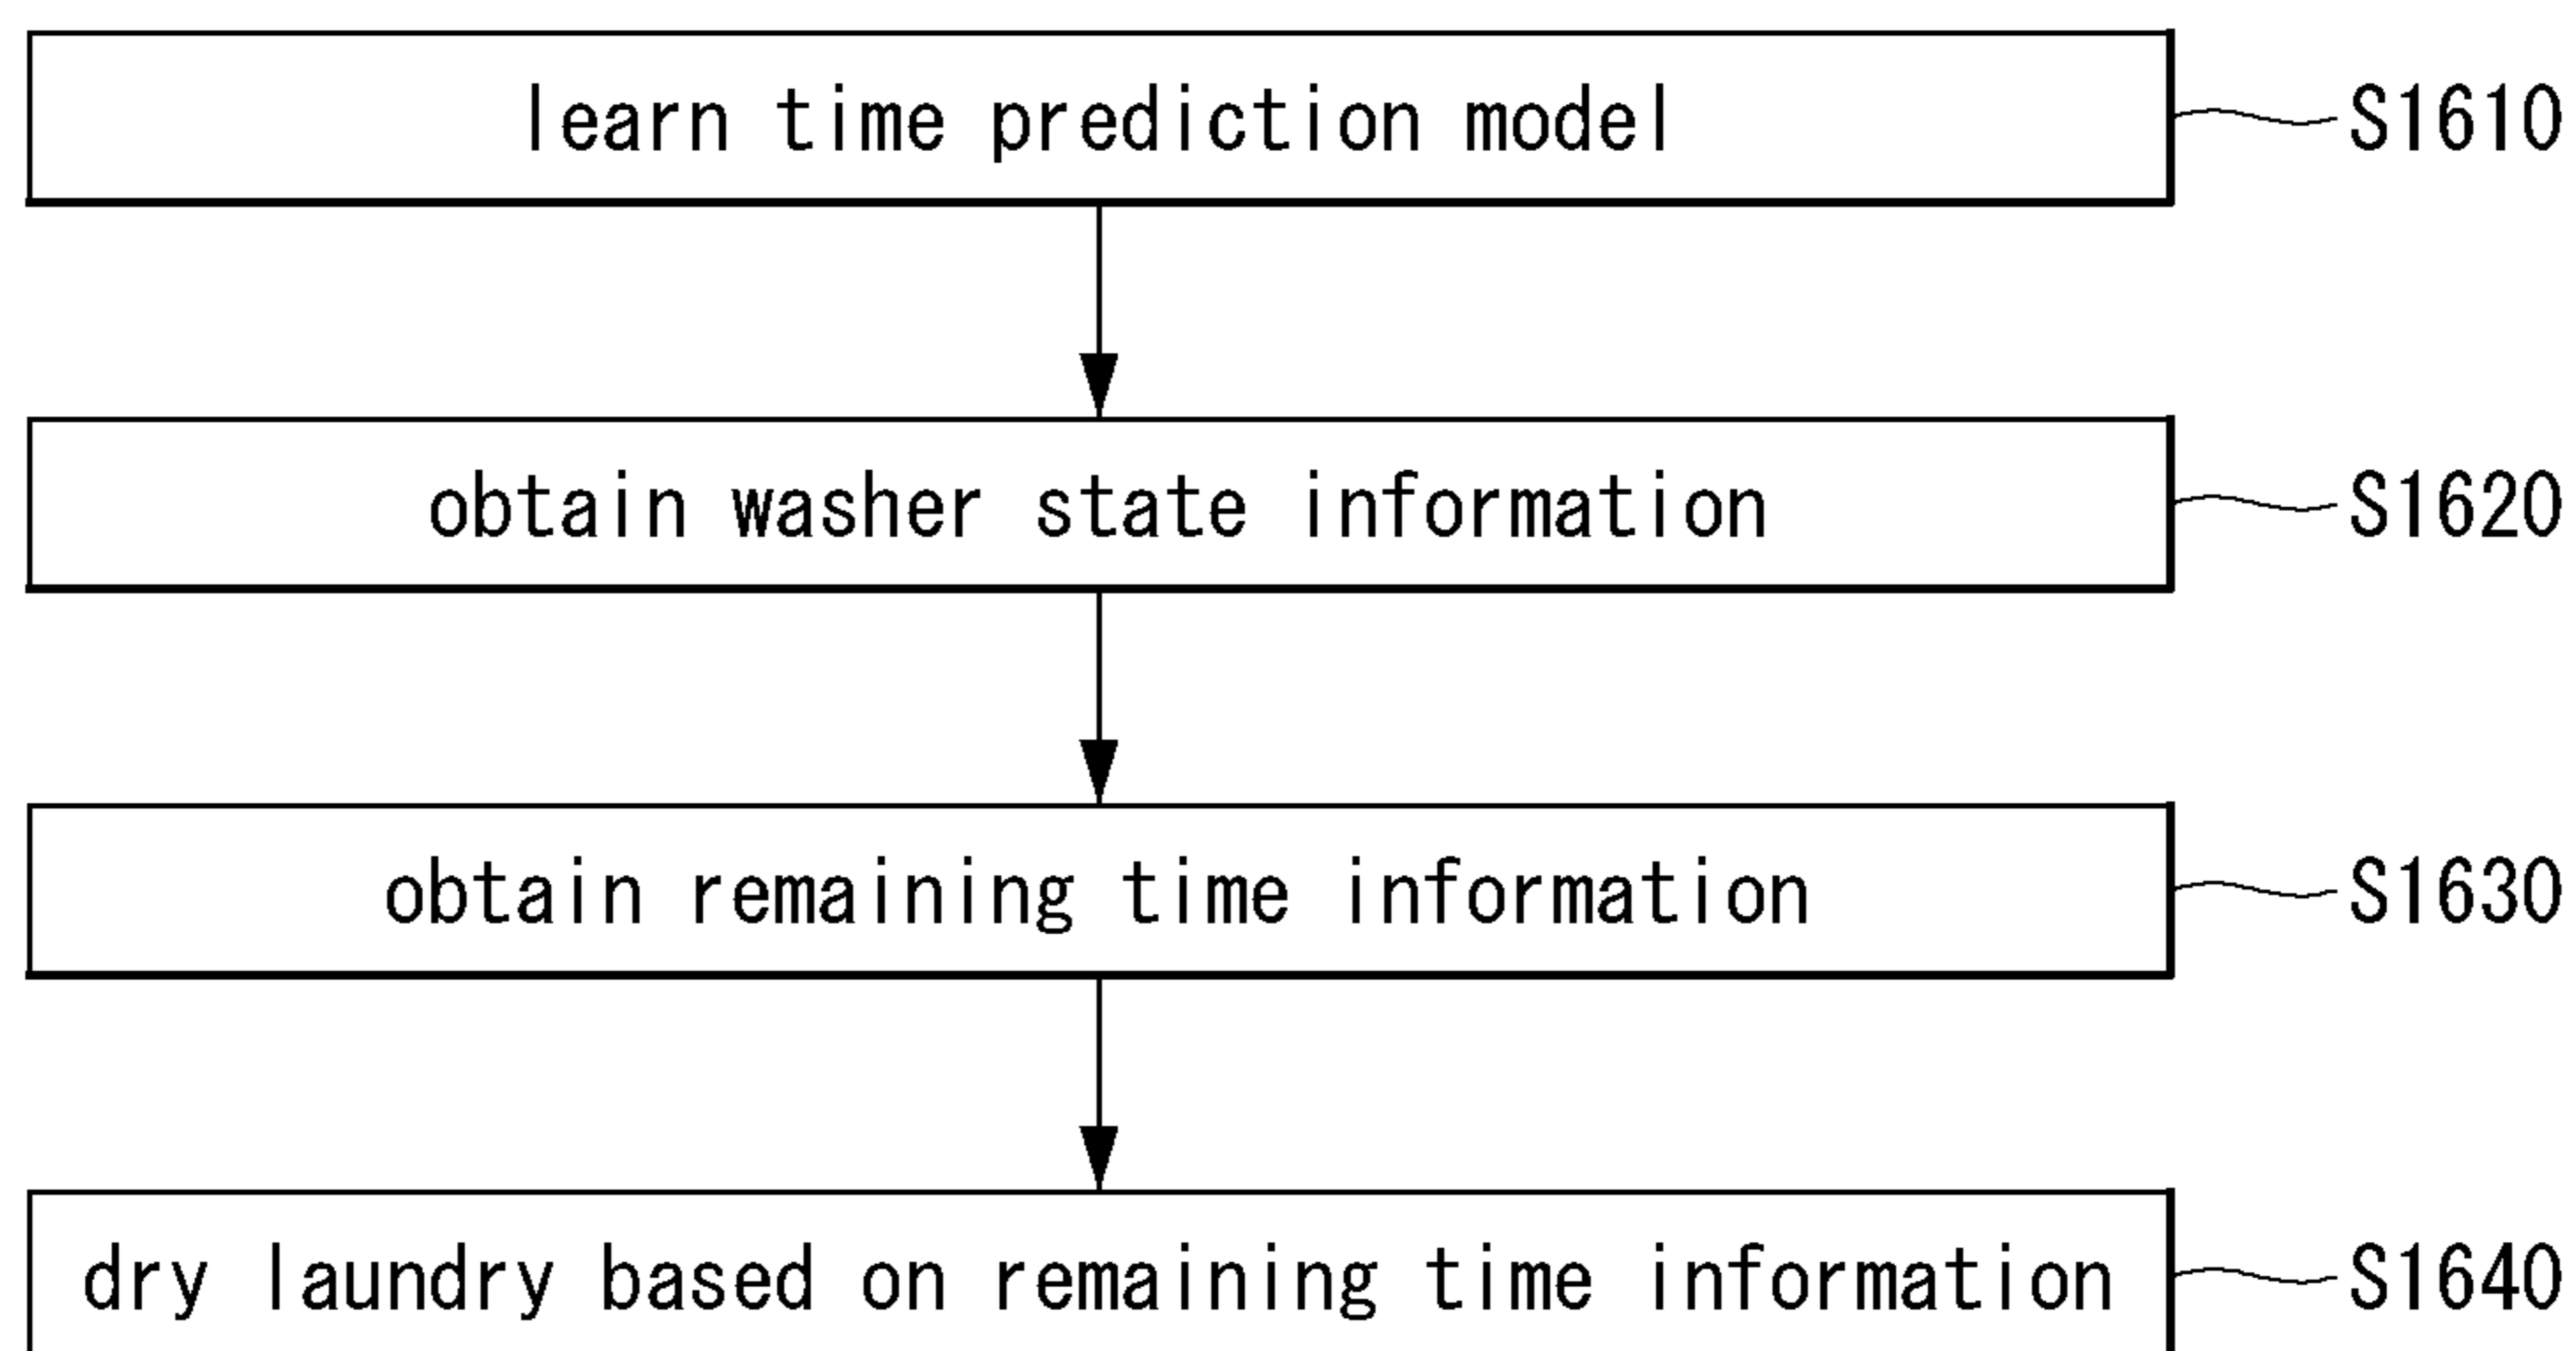 learn time prediction model S1610
obtain washer state information S1620
obtain remaining time information S1630
dry laundry based on remaining time information S1640